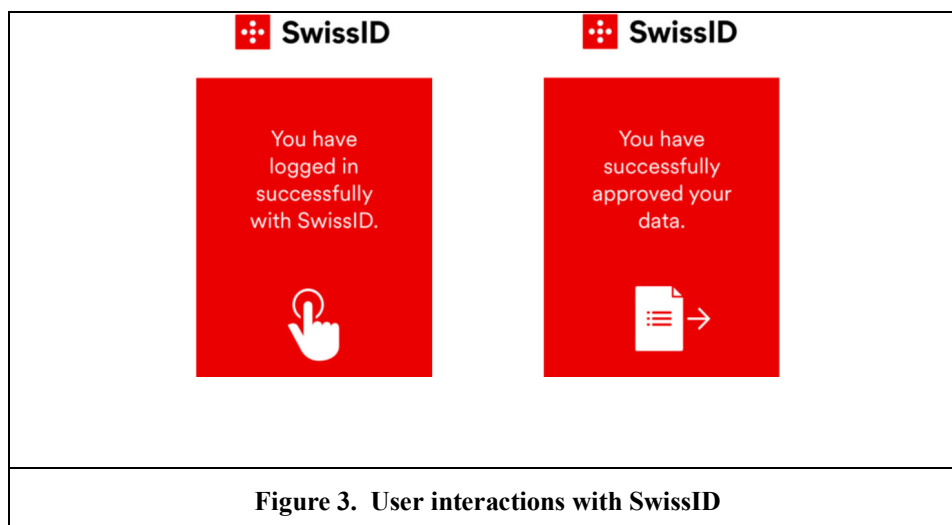 SwissID
You have
logged in
successfully
with SwissID.
SwissID
You have
successfully
approved your
data.
Figure 3. User interactions with SwissID